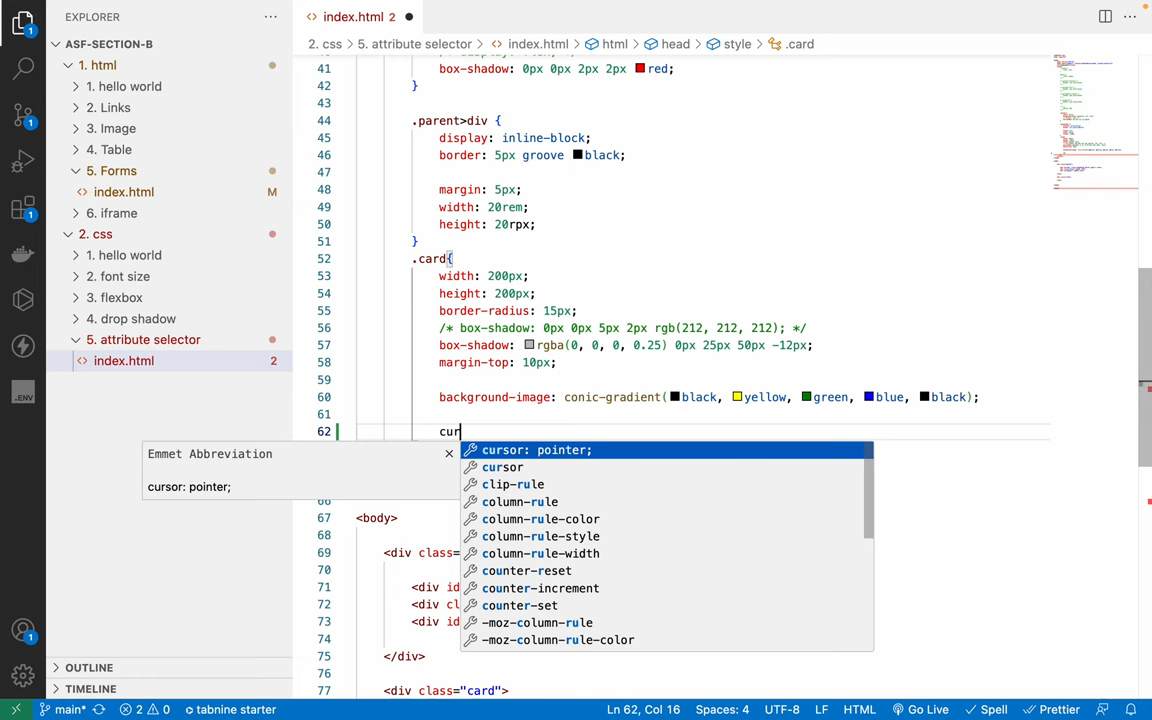 EXPLORER
index.html 2
1
ASF-SECTION-B
2. css > 5. attribute selector > index.html > html > head > style > .card
1. html
1. hello world
2. Links
3. Image
4. Table
5. Forms
index.html M
6. iframe
2. css
1. hello world
2. font size
3. flexbox
4. drop shadow
5. attribute selector
index.html 2
1
1
.ENV
41 box-shadow: 0px 0px 2px 2px red;
42 }
43
44 .parent>div {
45 display: inline-block;
46 border: 5px groove black;
47
48 margin: 5px;
49 width: 20rem;
50 height: 20rpx;
51 }
52 .card{
53 width: 200px;
54 height: 200px;
55 border-radius: 15px;
56 /* box-shadow: 0px 0px 5px 2px rgb(212, 212, 212); */
57 box-shadow: rgba(0, 0, 0, 0.25) 0px 25px 50px -12px;
58 margin-top: 10px;
59
60 background-image: conic-gradient(black, yellow, green, blue, black);
61
62 cur
Emmet Abbreviation
cursor: pointer;
cursor: pointer;
cursor
clip-rule
column-rule
column-rule-color
column-rule-style
column-rule-width
counter-reset
counter-increment
counter-set
-moz-column-rule
-moz-column-rule-color
66
67 <body>
68
69 <div class=
70
71 <div id
72 <div cl
73 <div id
74
75 </div>
76
77 <div class="card">
1
OUTLINE
TIMELINE
main* 2 0 tabnine starter Ln 62, Col 16 Spaces: 4 UTF-8 LF HTML Go Live Spell Prettier